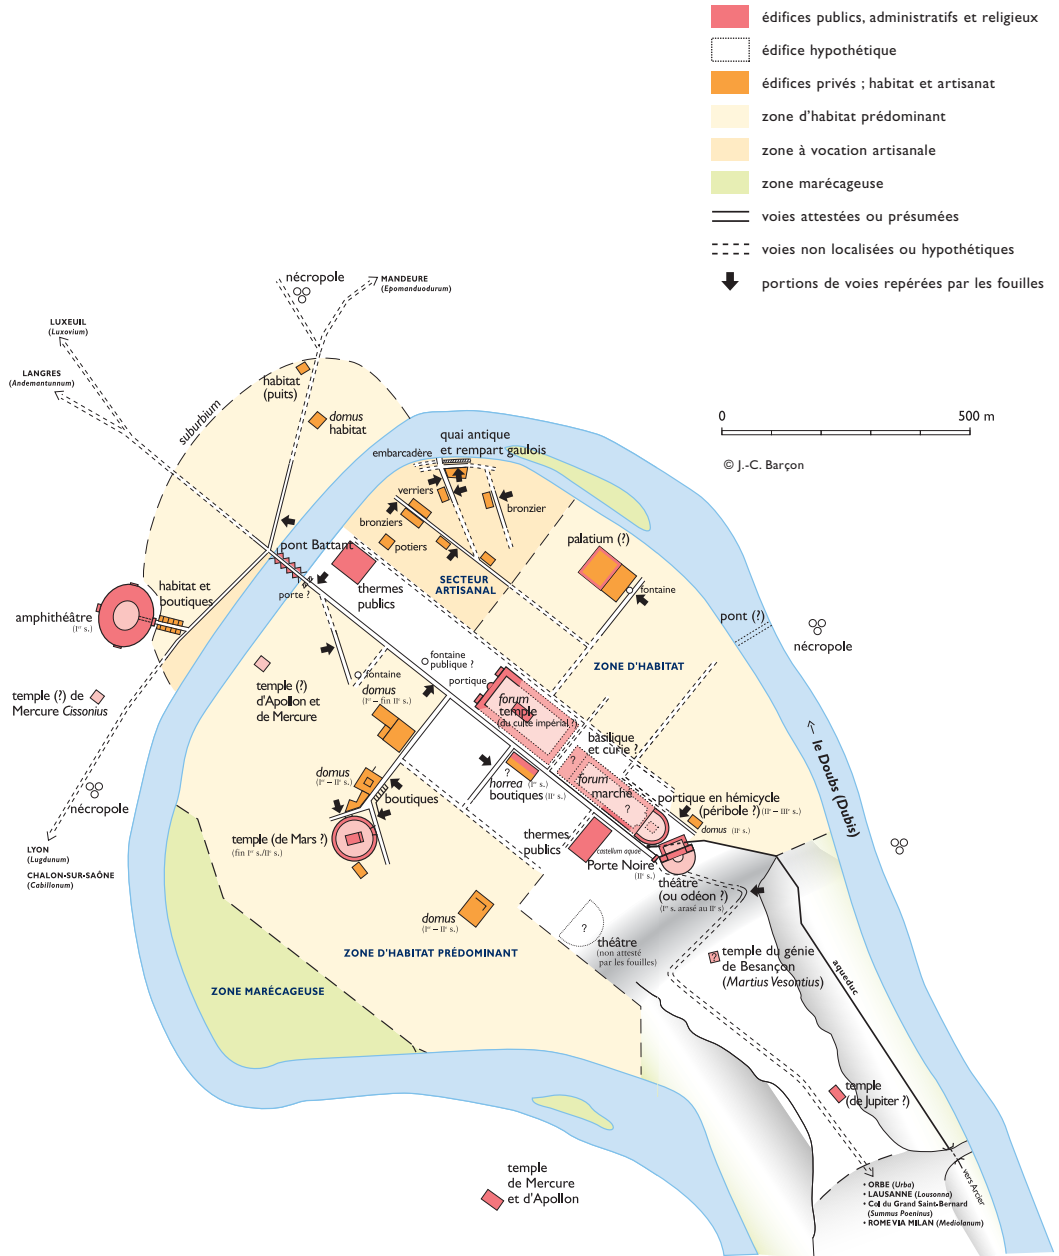 édifices publics, administratifs et religieux
édifice hypothétique
édifices privés ; habitat et artisanat
zone d'habitat prédominant
zone à vocation artisanale
zone marécageuse
voies attestées ou présumées
voies non localisées ou hypothétiques
portions de voies repérées par les fouilles
nécropole
MANDEURE
(Epomanduodurum)
LUXEUIL
(Luxovium)
LANGRES
(Andemantunnum)
suburbium
habitat
(puits)
domus
habitat
0
500 m
© J.-C. Barçon
quai antique
et rempart gaulois
embarcadère
verriers
bronziers
bronzier
potiers
pont Battant
palatium (?)
SECTEUR
ARTISANAL
thermes
publics
porte ?
habitat et
boutiques
fontaine
amphithéâtre
(Iᵉʳ s.)
pont (?)
nécropole
fontaine
publique ?
ZONE D'HABITAT
portique
fontaine
temple (?)
d'Apollon et
de Mercure
domus
(Iᵉʳ – fin IIᵉ s.)
temple (?) de
Mercure Cissonius
forum
temple
(du culte impérial ?)
basilique
et curie ?
?
le Doubs (Dubis)
domus
(Iᵉʳ – IIᵉ s.)
?
horrea (Iᵉʳ s.)
boutiques (IIᵉ s.)
forum
marché
?
boutiques
nécropole
portique en hémicycle
(péribole ?) (IIᵉ – IIIᵉ s.)
domus (IIᵉ s.)
temple (de Mars ?)
(fin Iᵉʳ s./IIᵉ s.)
thermes
publics
castellum aquae
Porte Noire
(IIᵉ s.)
LYON
(Lugdunum)
CHALON-SUR-SAÔNE
(Cabillonum)
théâtre
(ou odéon ?)
(Iᵉʳ s. arasé au IIᵉ s)
domus
(Iᵉʳ – IIᵉ s.)
?
théâtre
(non attesté
par les fouilles)
ZONE D'HABITAT PRÉDOMINANT
?
temple du génie
de Besançon
(Martius Vesontius)
aqueduc
ZONE MARÉCAGEUSE
temple
(de Jupiter ?)
temple
de Mercure
et d'Apollon
vers Arcier
• ORBE (Urba)
• LAUSANNE (Lousonna)
• Col du Grand Saint-Bernard
(Summus Poeninus)
• ROME VIA MILAN (Mediolanum)